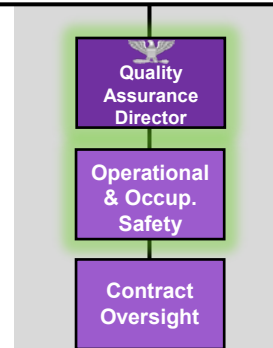 Quality
Assurance
Director
Operational
& Occup.
Safety
Contract
Oversight